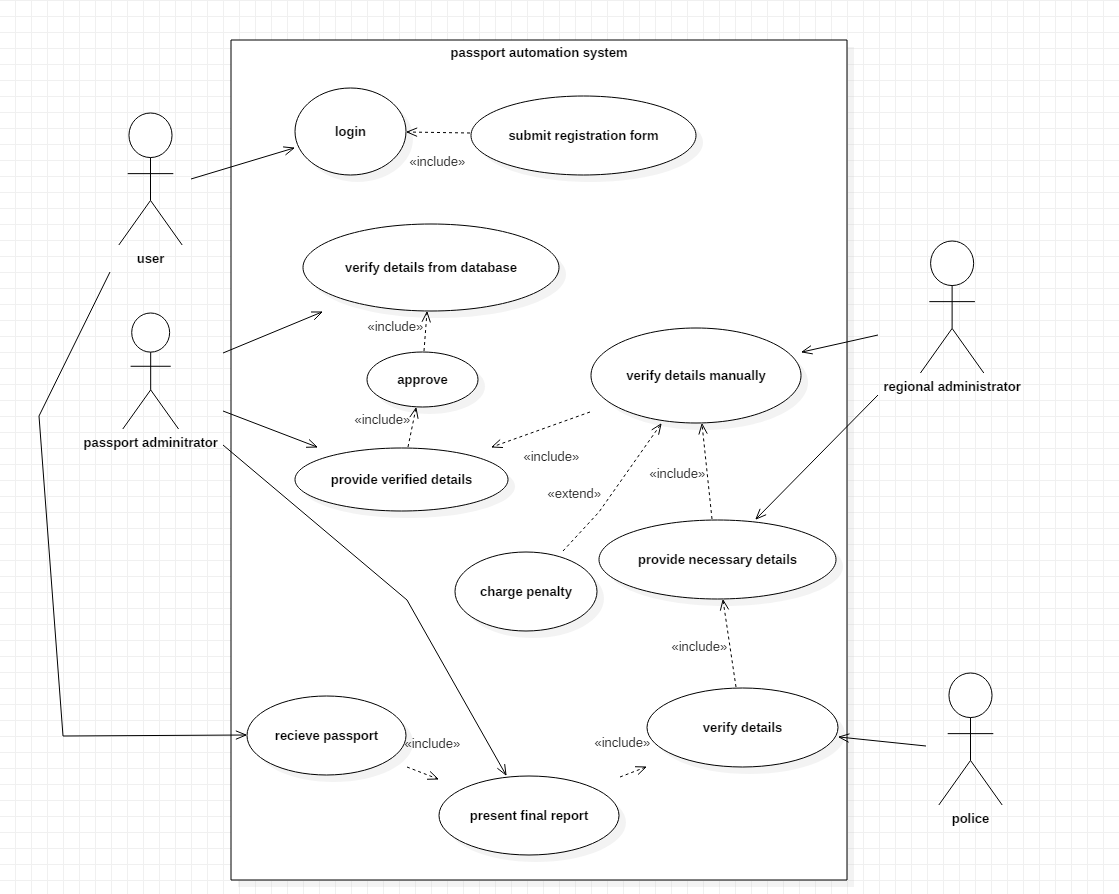 passport automation system
login
submit registration form
«include»
user
verify details from database
«include»
approve
verify details manually
regional administrator
«include»
passport adminitrator
provide verified details
«include»
«include»
«extend»
provide necessary details
charge penalty
«include»
recieve passport
«include»
«include»
verify details
present final report
police